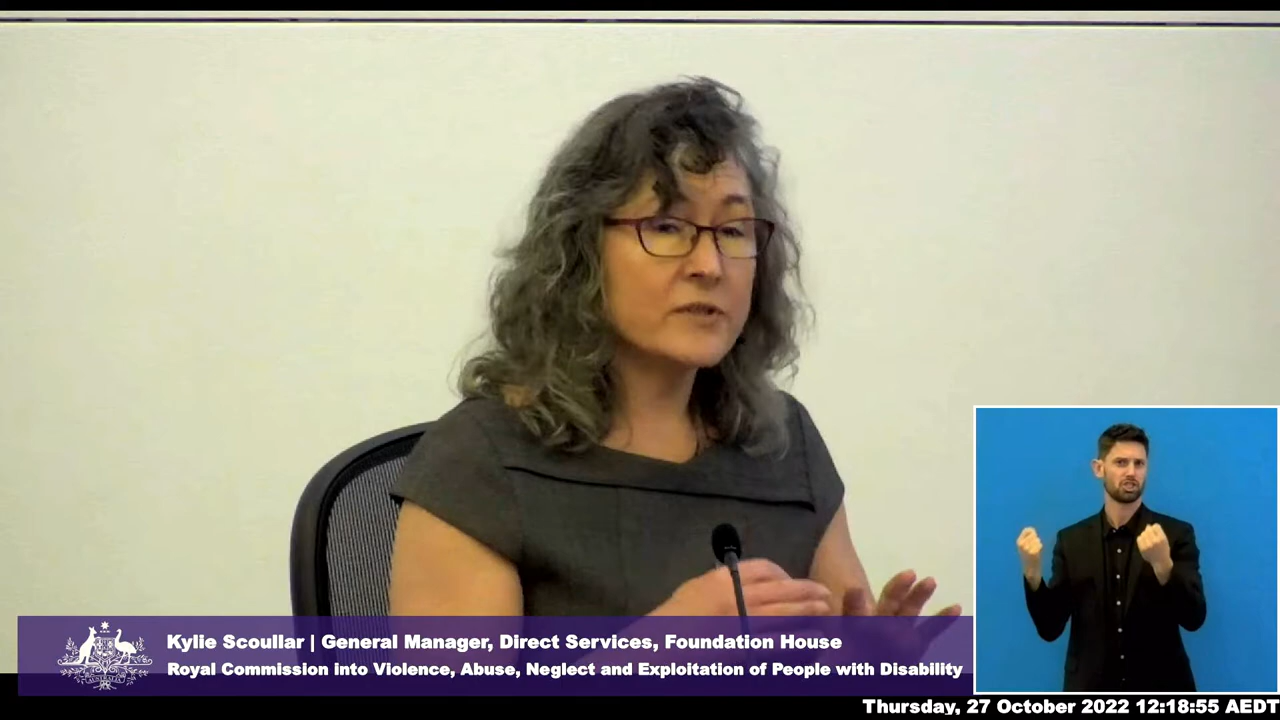 Kylie Scoullar | General Manager, Direct Services, Foundation House
Royal Commission into Violence, Abuse, Neglect and Exploitation of People with Disability
Thursday, 27 October 2022 12:18:55 AEDT